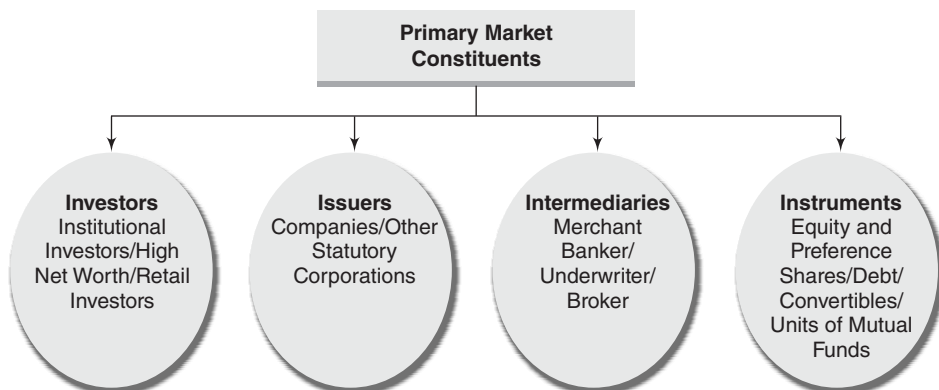 Primary Market
Constituents
Investors
Institutional
Investors/High
Net Worth/Retail
Investors
Issuers
Companies/Other
Statutory
Corporations
Intermediaries
Merchant
Banker/
Underwriter/
Broker
Instruments
Equity and
Preference
Shares/Debt/
Convertibles/
Units of Mutual
Funds